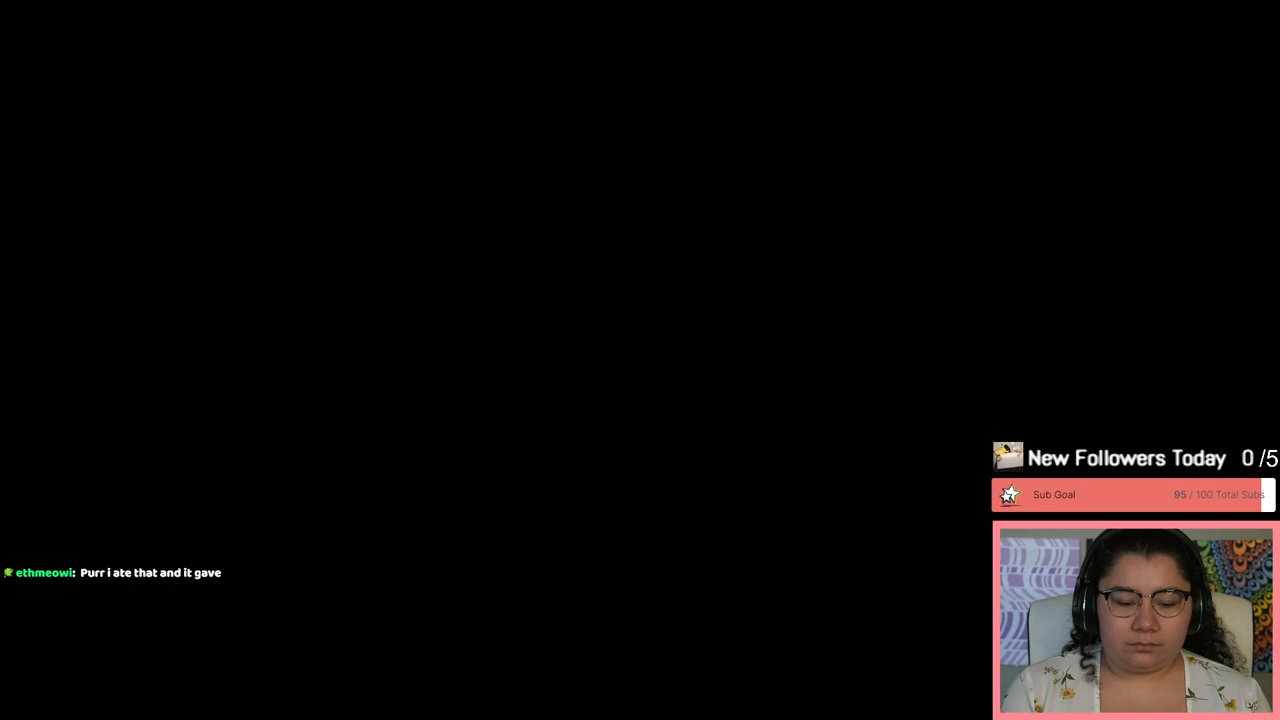 New Followers Today 0 /5
Sub Goal 95 / 100 Total Subs
ethmeowi: Purr i ate that and it gave